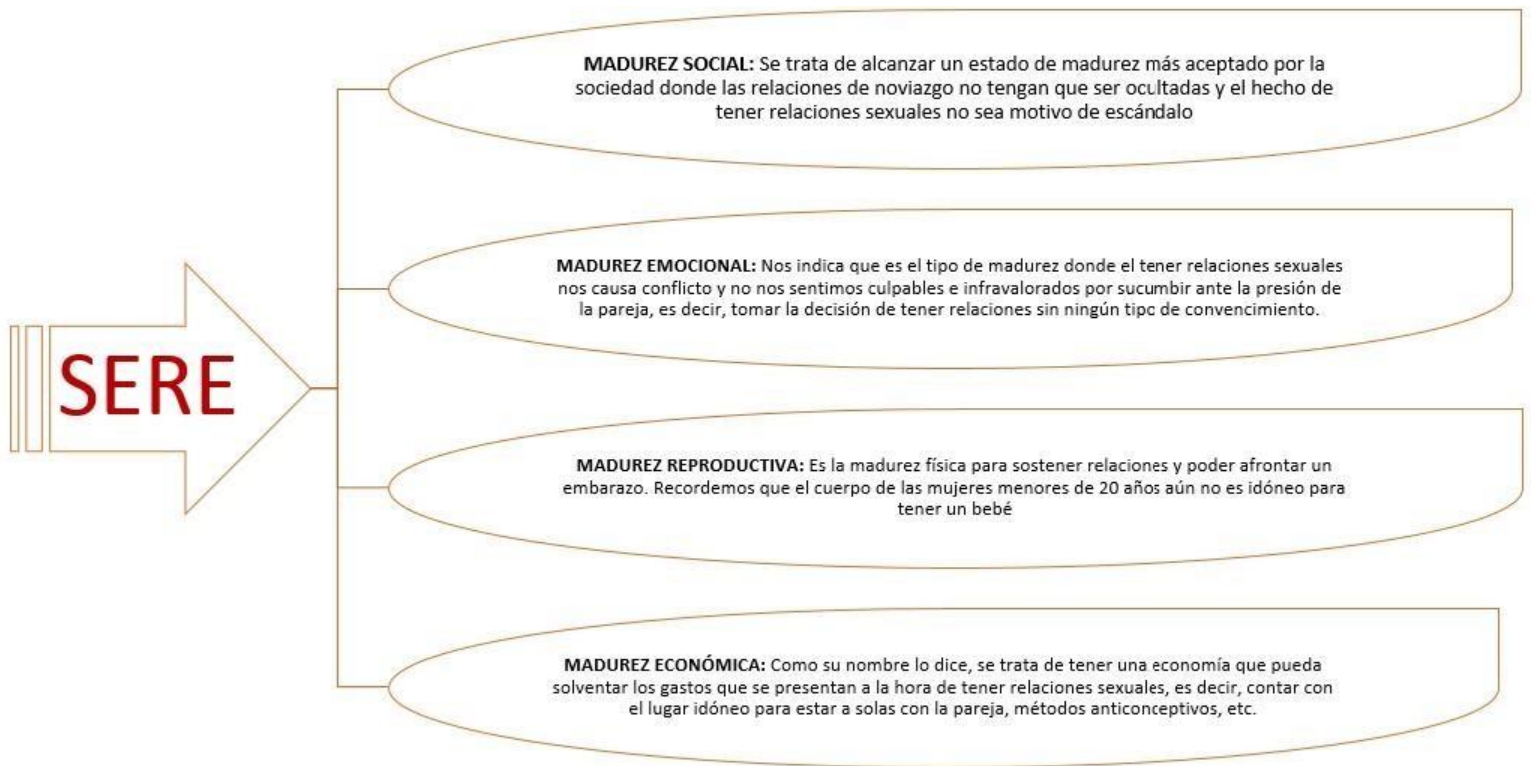 MADUREZ SOCIAL: Se trata de alcanzar un estado de madurez más aceptado por la
sociedad donde las relaciones de noviazgo no tengan que ser ocultadas y el hecho de
tener relaciones sexuales no sea motivo de escándalo
MADUREZ EMOCIONAL: Nos indica que es el tipo de madurez donde el tener relaciones sexuales
nos causa conflicto y no nos sentimos culpables e infravalorados por sucumbir ante la presión de
la pareja, es decir, tomar la decisión de tener relaciones sin ningún tipo de convencimiento.
SERE
MADUREZ REPRODUCTIVA: Es la madurez física para sostener relaciones y poder afrontar un
embarazo. Recordemos que el cuerpo de las mujeres menores de 20 años aún no es idóneo para
tener un bebé
MADUREZ ECONÓMICA: Como su nombre lo dice, se trata de tener una economía que pueda
solventar los gastos que se presentan a la hora de tener relaciones sexuales, es decir, contar con
el lugar idóneo para estar a solas con la pareja, métodos anticonceptivos, etc.